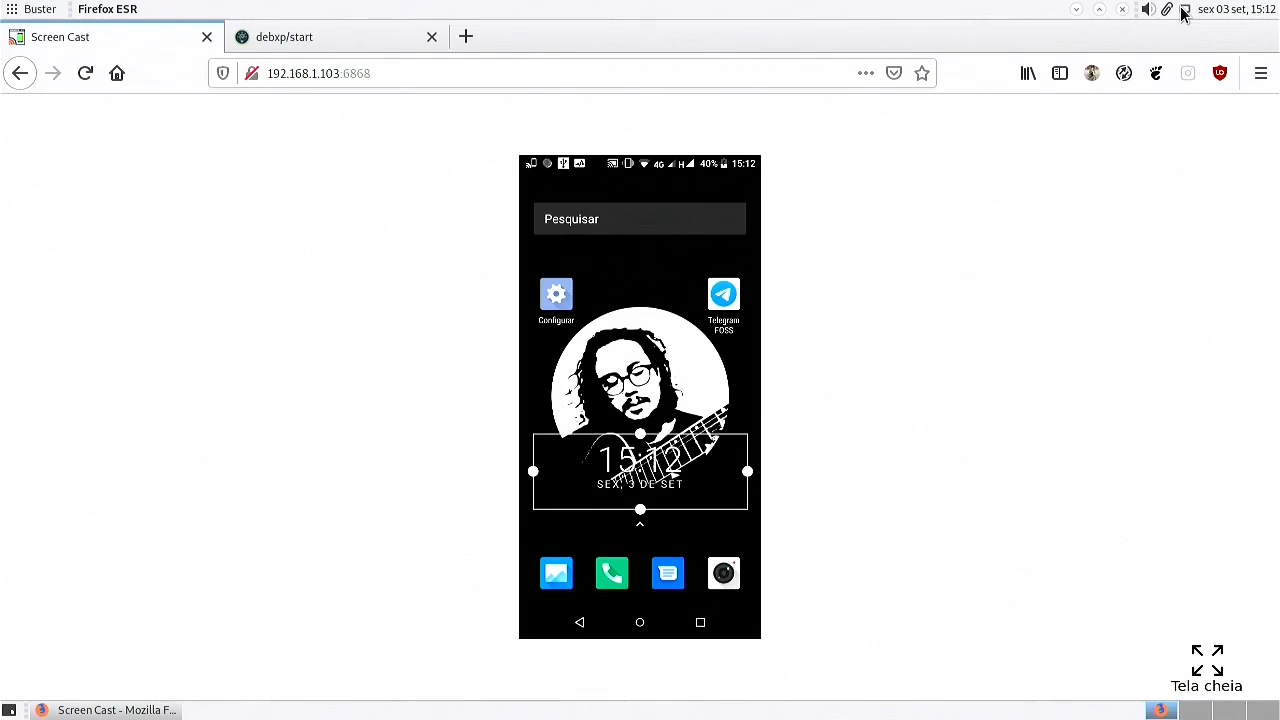 Buster Firefox ESR sex 03 set, 15:12
Screen Cast debxp/start
192.168.1.103:6868
4G H 40% 15:12
Pesquisar
Configurar
Telegram
FOSS
15:12
SEX, 3 DE SET
Tela cheia
Screen Cast - Mozilla F...